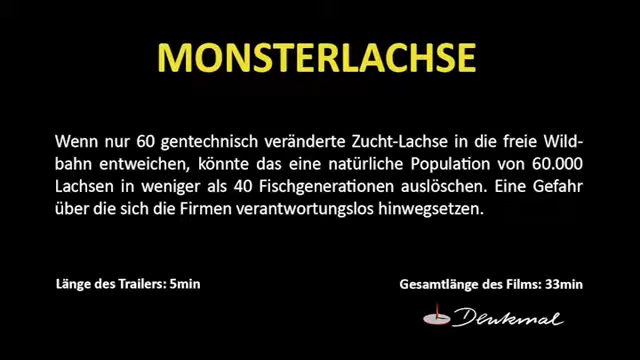 MONSTERLACHSE
Wenn nur 60 gentechnisch veränderte Zucht-Lachse in die freie Wild-
bahn entweichen, könnte das eine natürliche Population von 60.000
Lachsen in weniger als 40 Fischgenerationen auslöschen. Eine Gefahr
über die sich die Firmen verantwortungslos hinwegsetzen.
Länge des Trailers: 5min
Gesamtlänge des Films: 33min
Denkmal